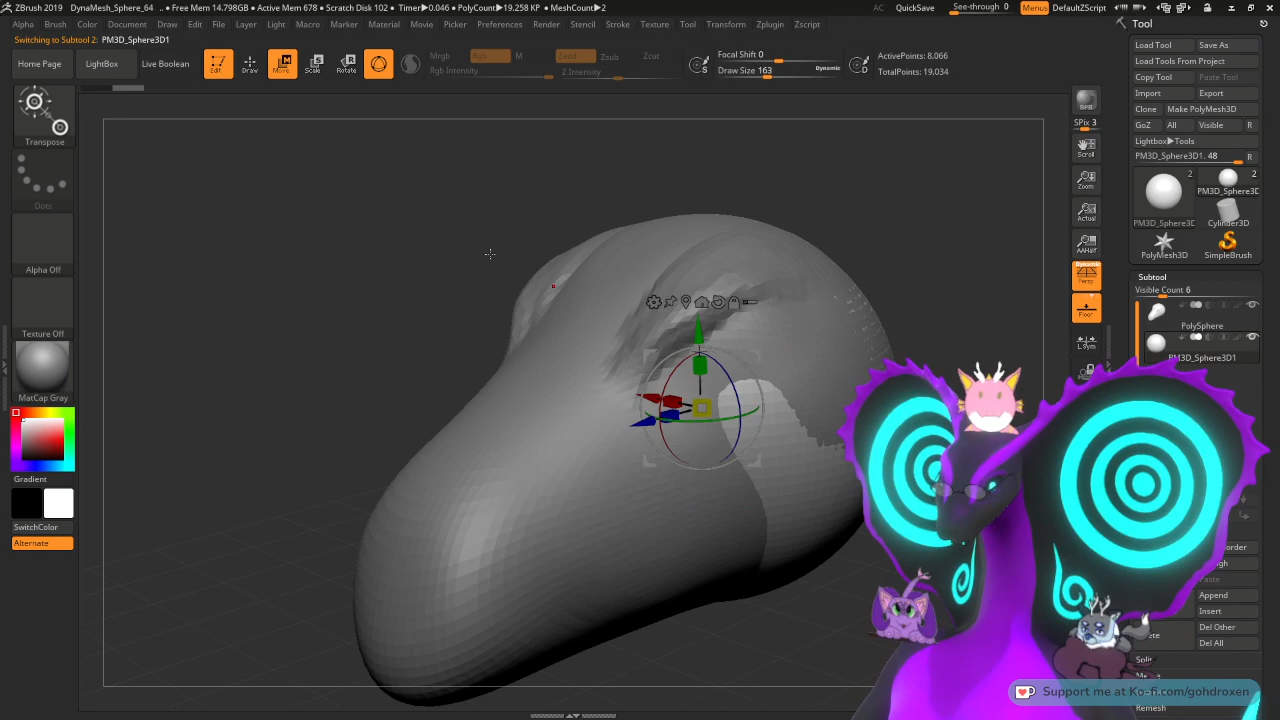 ZBrush 2019 DynaMesh_Sphere_64 • Free Mem 14.798GB • Active Mem 678 • Scratch Disk 102 • Timer▶0.046 • PolyCount▶19.258 KP • MeshCount▶2 AC QuickSave See-through 0 Menus DefaultZScript
Alpha Brush Color Document Draw Edit File Layer Light Macro Marker Material Movie Picker Preferences Render Stencil Stroke Texture Tool Transform Zplugin Zscript
Switching to Subtool 2: PM3D_Sphere3D1
Home Page LightBox Live Boolean Edit Draw Move Scale Rotate
Mrgb Rgb M Zadd Zsub Zcut
Rgb Intensity Z Intensity
Focal Shift 0
Draw Size 163 Dynamic
S D
ActivePoints: 8,066
TotalPoints: 19,034
Transpose
Dots
Alpha Off
Texture Off
MatCap Gray
Gradient
SwitchColor
Alternate
BPR
SPix 3
Scroll
Zoom
Actual
AAHalf
Dynamic
Persp
Floor
L.Sym
Tool
Load Tool Save As
Load Tools From Project
Copy Tool Paste Tool
Import Export
Clone Make PolyMesh3D
GoZ All Visible R
Lightbox▶Tools
PM3D_Sphere3D1. 48 R
2 2
PM3D_Sphere3D
PM3D_Sphere3D Cylinder3D
PolyMesh3D SimpleBrush
Subtool
Visible Count 6
PolySphere
PM3D_Sphere3D1
Paste
Append
Insert
Del Other
Del All
Split
Remesh
Support me at Ko-fi.com/gohdroxen